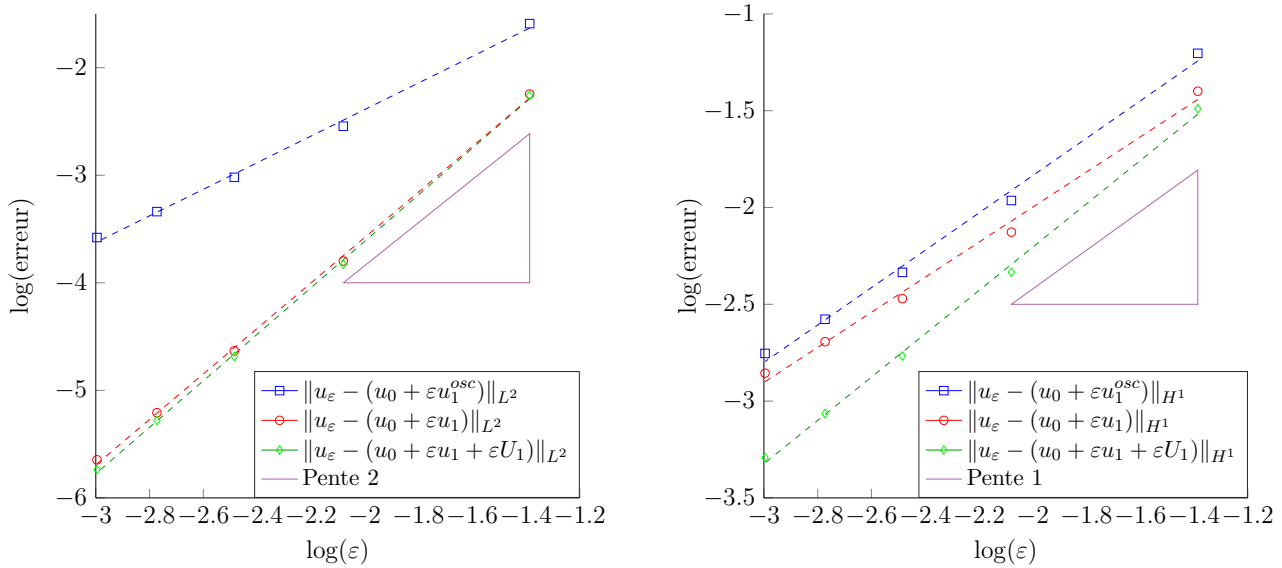 −2
−3
−4
−5
−6
log(erreur)
−3 −2.8 −2.6 −2.4 −2.2 −2 −1.8 −1.6 −1.4 −1.2
log(ε)
‖u_ε − (u_0 + εu_1^{osc})‖_{L^2}
‖u_ε − (u_0 + εu_1)‖_{L^2}
‖u_ε − (u_0 + εu_1 + εU_1)‖_{L^2}
Pente 2
−1
−1.5
−2
−2.5
−3
−3.5
log(erreur)
−3 −2.8 −2.6 −2.4 −2.2 −2 −1.8 −1.6 −1.4 −1.2
log(ε)
‖u_ε − (u_0 + εu_1^{osc})‖_{H^1}
‖u_ε − (u_0 + εu_1)‖_{H^1}
‖u_ε − (u_0 + εu_1 + εU_1)‖_{H^1}
Pente 1